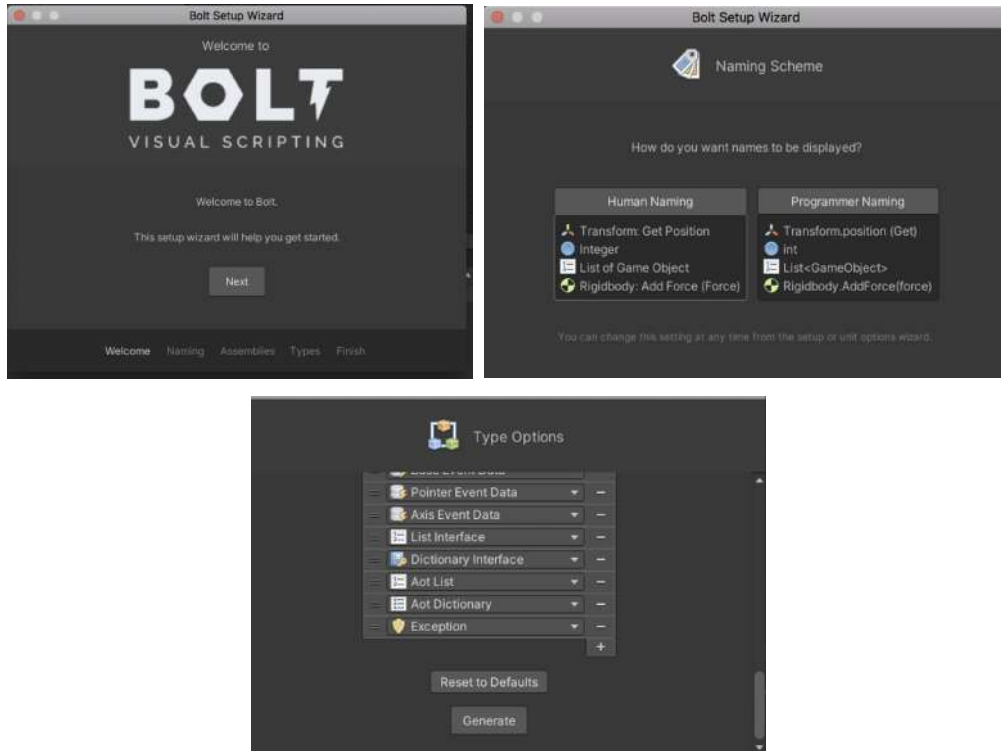 Bolt Setup Wizard
Welcome to
BOLT
VISUAL SCRIPTING
Welcome to Bolt.
This setup wizard will help you get started.
Next
Welcome Naming Assemblies Types Finish
Bolt Setup Wizard
Naming Scheme
How do you want names to be displayed?
Human Naming
Transform: Get Position
Integer
List of Game Object
Rigidbody: Add Force (Force)
Programmer Naming
Transform.position (Get)
int
List<GameObject>
Rigidbody.AddForce(force)
You can change this setting at any time from the setup or unit options wizard.
Type Options
Base Event Data
Pointer Event Data
Axis Event Data
List Interface
Dictionary Interface
Aot List
Aot Dictionary
Exception
Reset to Defaults
Generate